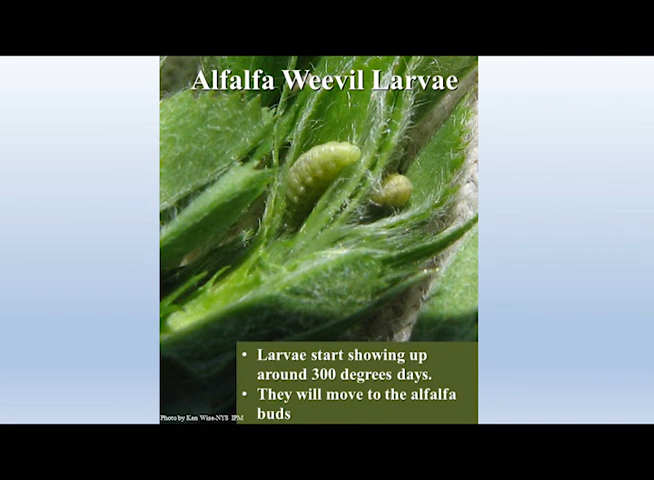 Alfalfa Weevil Larvae
• Larvae start showing up
around 300 degrees days.
• They will move to the alfalfa
buds
Photo by Ken Wise-NYS IPM